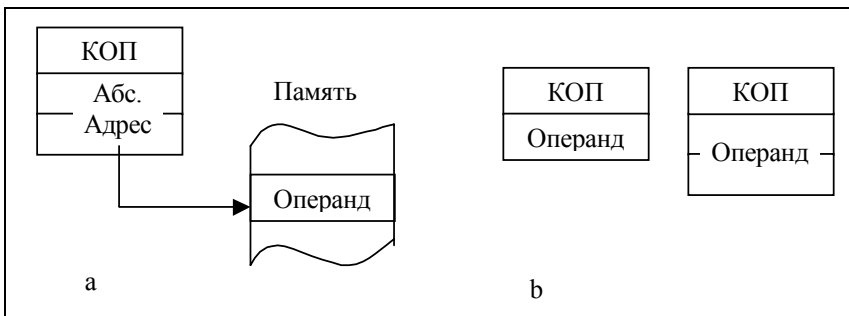 КОП
Абс.
Адрес
Память
Операнд
a
КОП
Операнд
КОП
Операнд
b